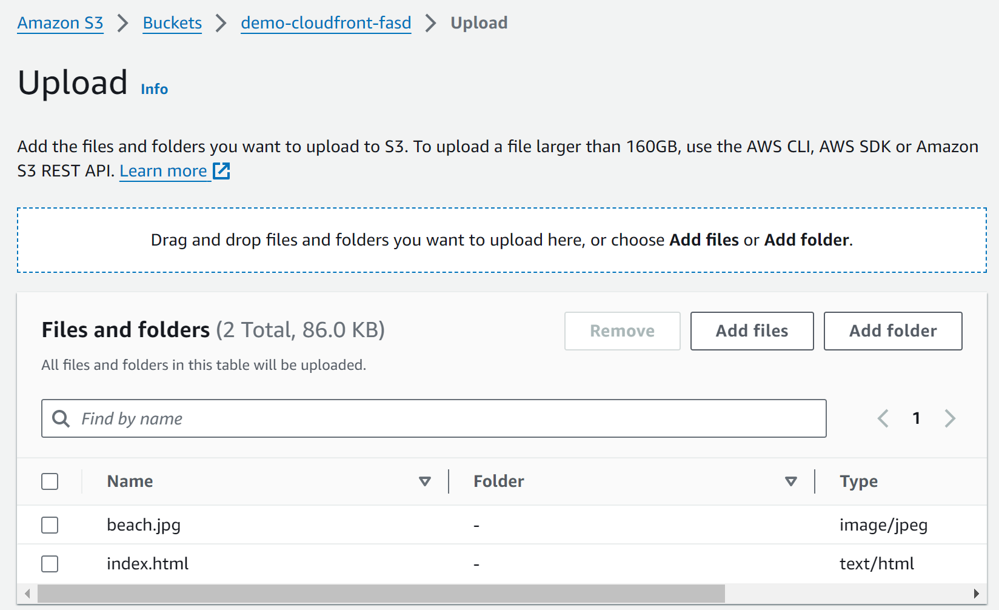 Amazon S3 > Buckets > demo-cloudfront-fasd > Upload
Upload Info
Add the files and folders you want to upload to S3. To upload a file larger than 160GB, use the AWS CLI, AWS SDK or Amazon
S3 REST API. Learn more
Drag and drop files and folders you want to upload here, or choose Add files or Add folder.
Files and folders (2 Total, 86.0 KB) Remove Add files Add folder
All files and folders in this table will be uploaded.
Find by name 1
Name Folder Type
beach.jpg - image/jpeg
index.html - text/html